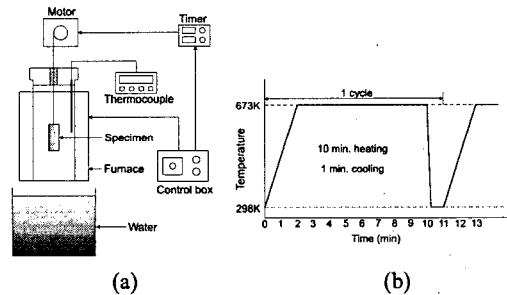 Motor
Timer
Thermocouple
Specimen
Furnace
Control box
Water
(a)
1 cycle
673K
10 min. heating
1 min. cooling
298K
Temperature
0 1 2 3 4 5 6 7 8 9 10 11 12 13
Time (min)
(b)